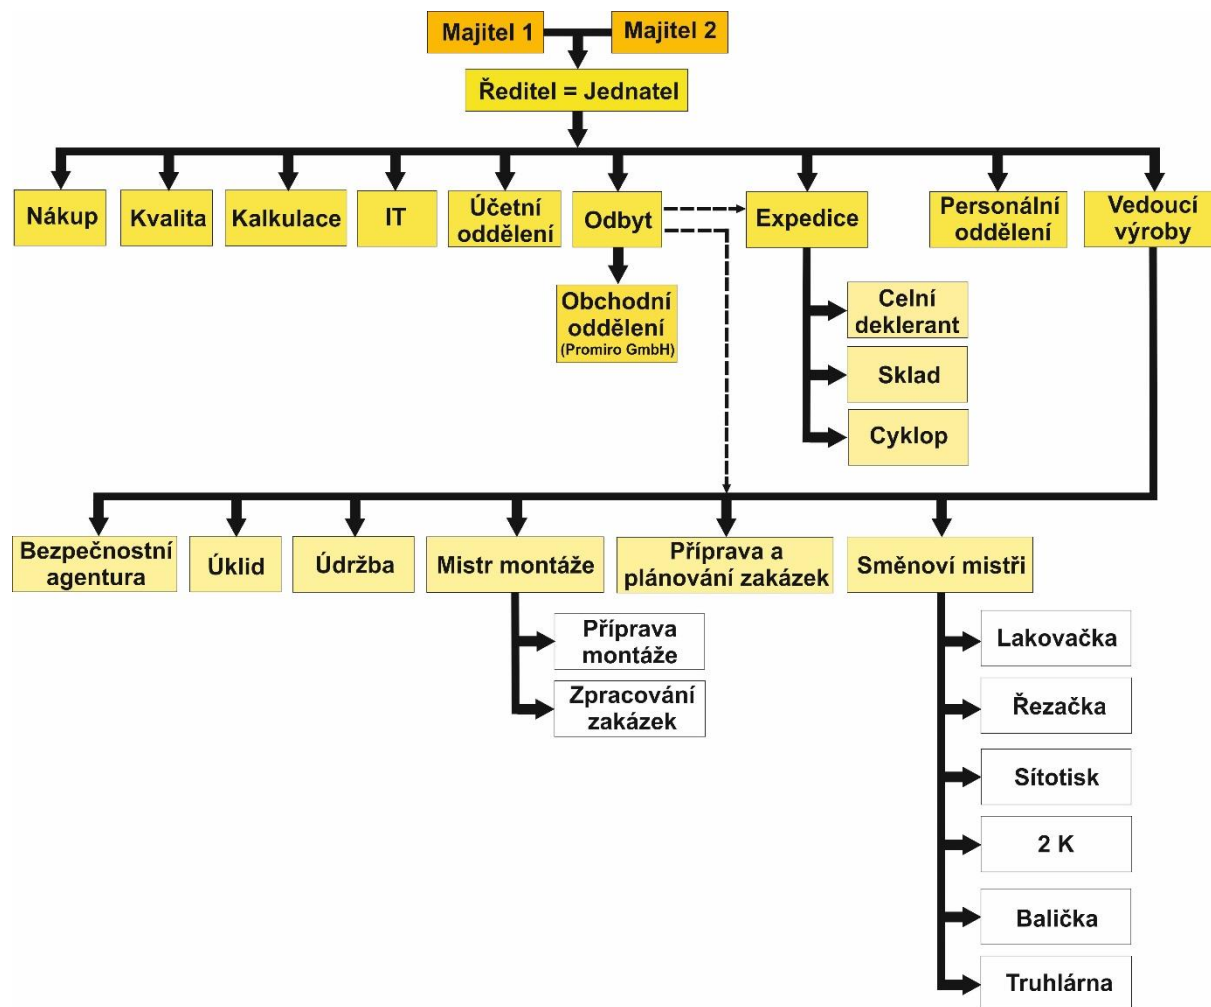 Majitel 1
Majitel 2
Ředitel = Jednatel
Nákup
Kvalita
Kalkulace
IT
Účetní
oddělení
Odbyt
Expedice
Personální
oddělení
Vedoucí
výroby
Obchodní
oddělení
(Promiro GmbH)
Celní
deklerant
Sklad
Cyklop
Bezpečnostní
agentura
Úklid
Údržba
Mistr montáže
Příprava a
plánování zakázek
Směnoví mistři
Příprava
montáže
Zpracování
zakázek
Lakovačka
Řezačka
Sítotisk
2 K
Balička
Truhlárna